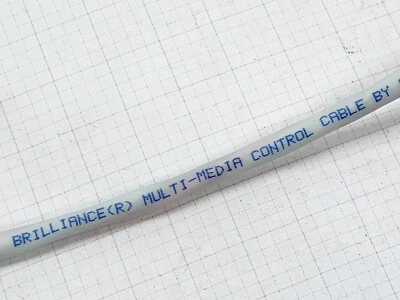 BRILLIANCE(R) MULTI-MEDIA CONTROL CABLE BY